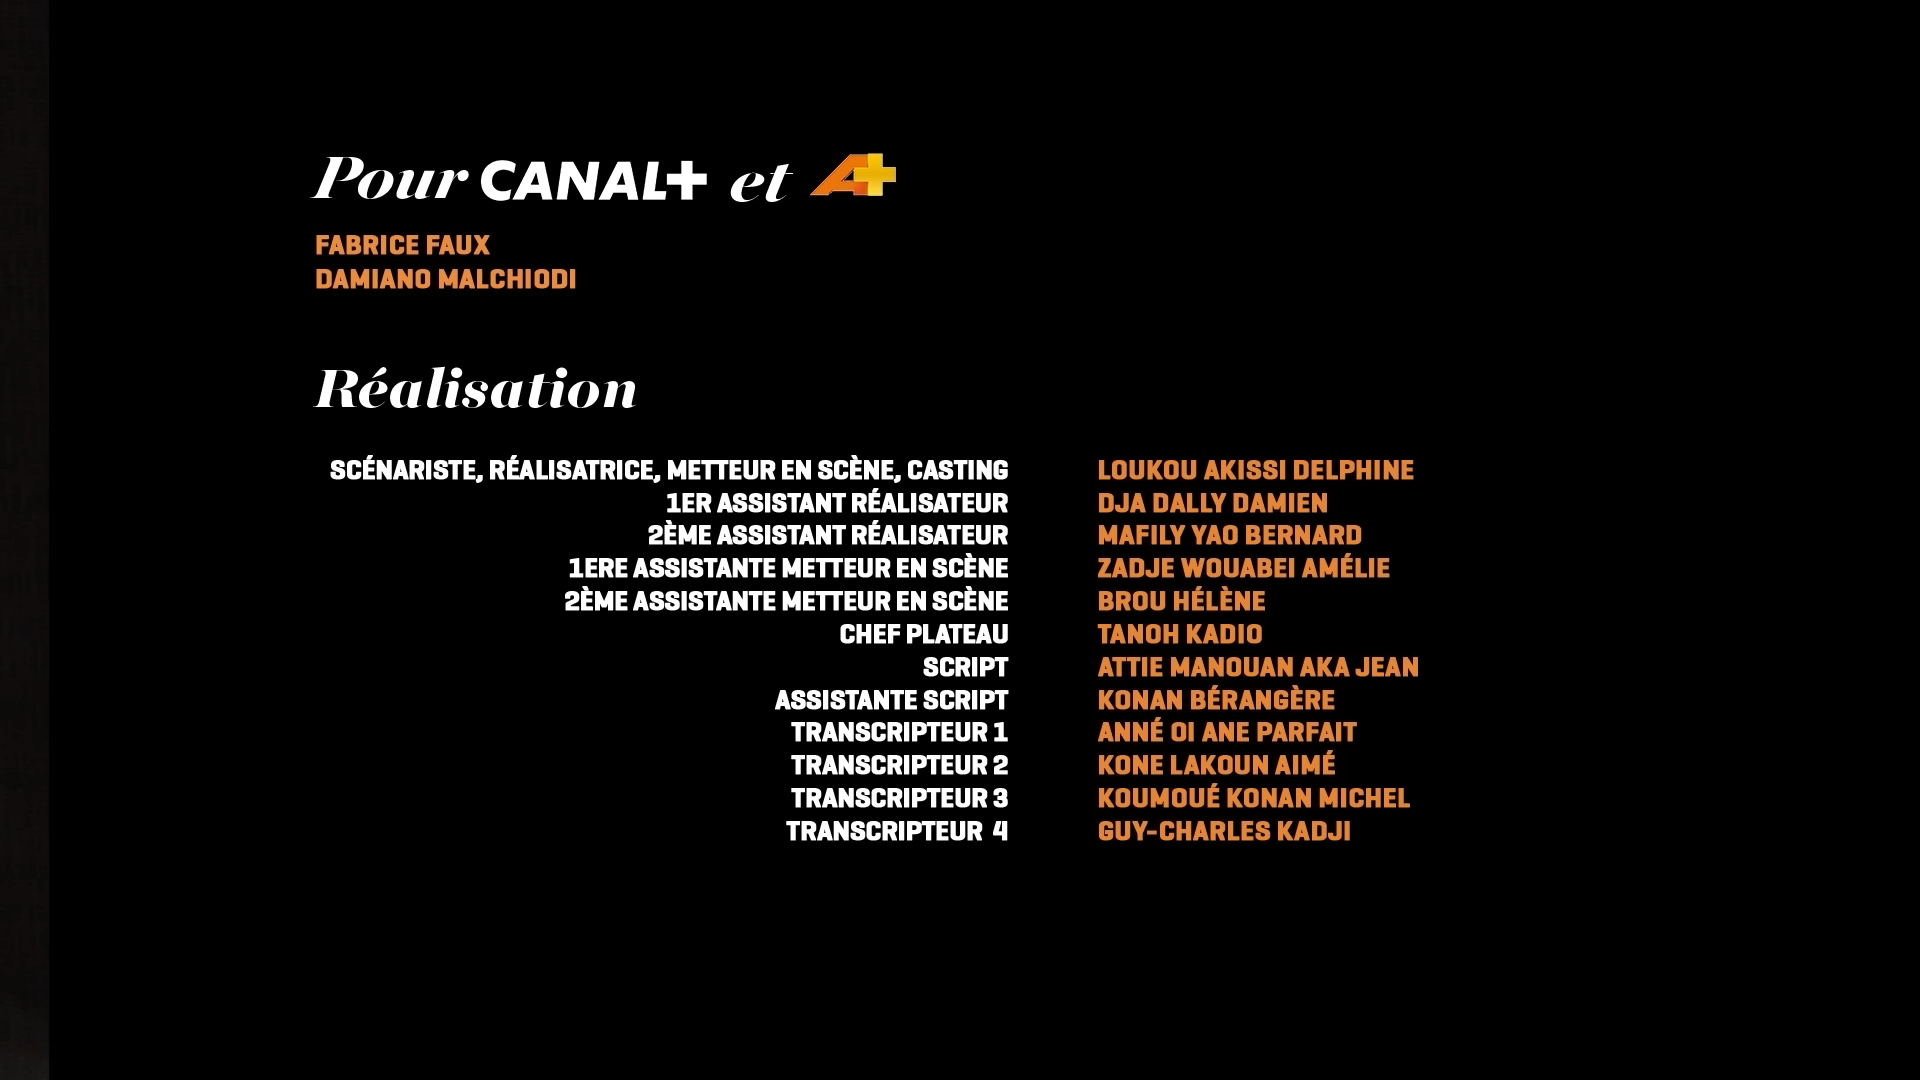 Pour CANAL+ et A+
FABRICE FAUX
DAMIANO MALCHIODI
Réalisation
SCÉNARISTE, RÉALISATRICE, METTEUR EN SCÈNE, CASTING LOUKOU AKISSI DELPHINE
1ER ASSISTANT RÉALISATEUR DJA DALLY DAMIEN
2ÈME ASSISTANT RÉALISATEUR MAFILY YAO BERNARD
1ERE ASSISTANTE METTEUR EN SCÈNE ZADJE WOUABEI AMÉLIE
2ÈME ASSISTANTE METTEUR EN SCÈNE BROU HÉLÈNE
CHEF PLATEAU TANOH KADIO
SCRIPT ATTIE MANOUAN AKA JEAN
ASSISTANTE SCRIPT KONAN BÉRANGÈRE
TRANSCRIPTEUR 1 ANNÉ OI ANE PARFAIT
TRANSCRIPTEUR 2 KONE LAKOUN AIMÉ
TRANSCRIPTEUR 3 KOUMOUÉ KONAN MICHEL
TRANSCRIPTEUR 4 GUY-CHARLES KADJI